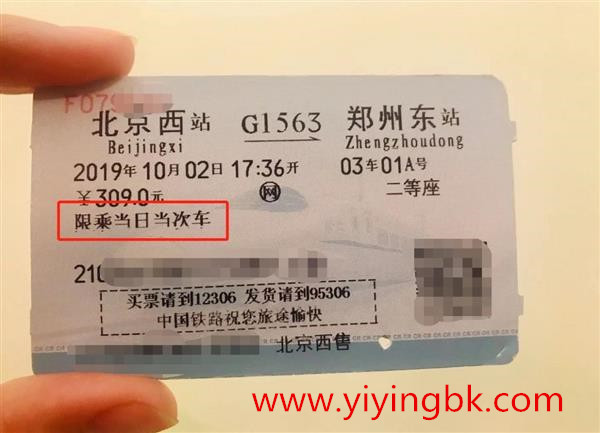 F079
北京西站 G1563 郑州东站
Beijingxi Zhengzhoudong
2019年10月02日 17:36开 03车01A号
￥309.0元 网 二等座
限乘当日当次车
210
买票请到12306 发货请到95306
中国铁路祝您旅途愉快
北京西售
www.yiyingbk.com